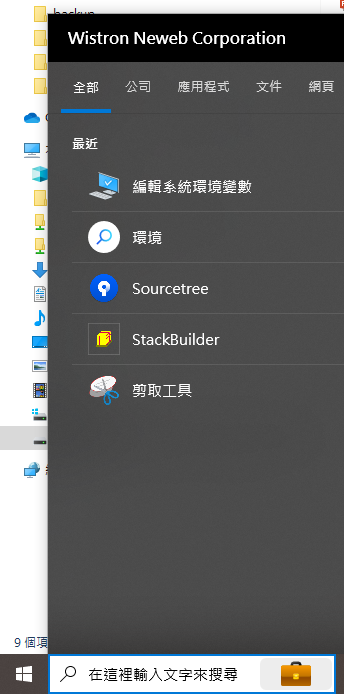 backup
Wistron Neweb Corporation
全部 公司 應用程式 文件 網頁
最近
編輯系統環境變數
環境
Sourcetree
StackBuilder
剪取工具
9 個項
在這裡輸入文字來搜尋